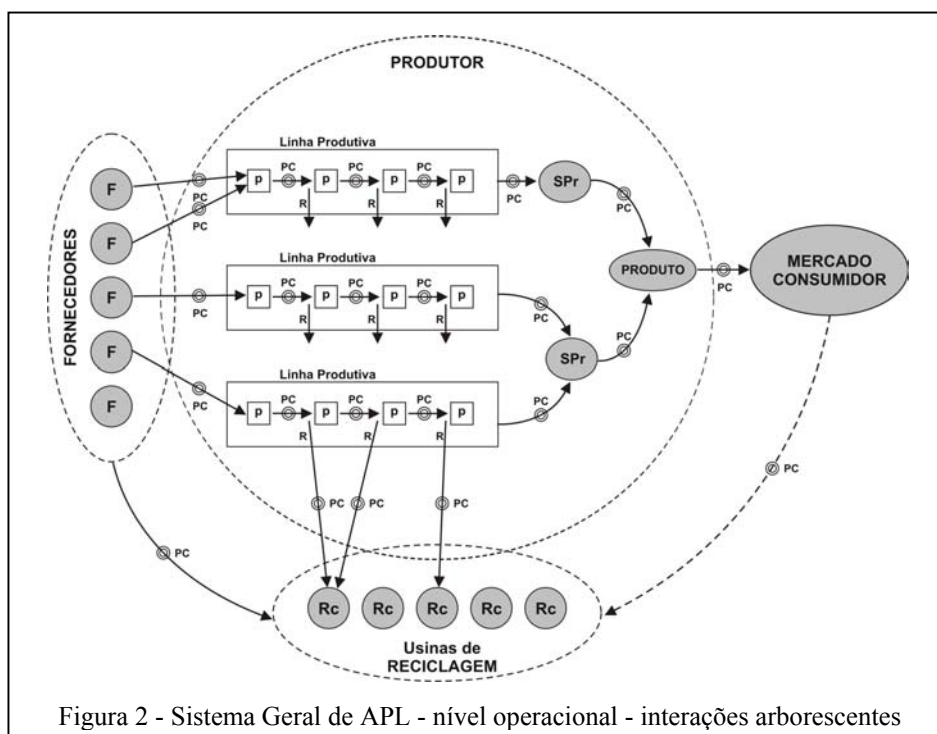 PRODUTOR
FORNECEDORES
F
F
F
F
F
PC
PC
PC
PC
Linha Produtiva
p PC p PC p PC p
R R R
PC
SPr
PC
Linha Produtiva
p PC p PC p PC p
R R R
PC
Linha Produtiva
p PC p PC p PC p
R R R
PC
SPr
PC
PRODUTO
PC
MERCADO
CONSUMIDOR
PC
PC
PC PC PC
Rc Rc Rc Rc Rc
Usinas de
RECICLAGEM
Figura 2 - Sistema Geral de APL - nível operacional - interações arborescentes